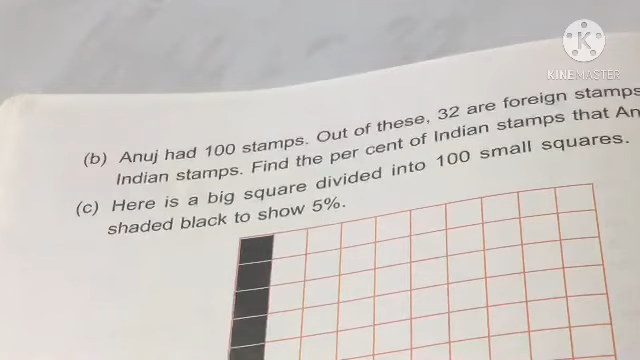 KINEMASTER
(b) Anuj had 100 stamps. Out of these, 32 are foreign stamps
Indian stamps. Find the per cent of Indian stamps that An
(c) Here is a big square divided into 100 small squares.
shaded black to show 5%.